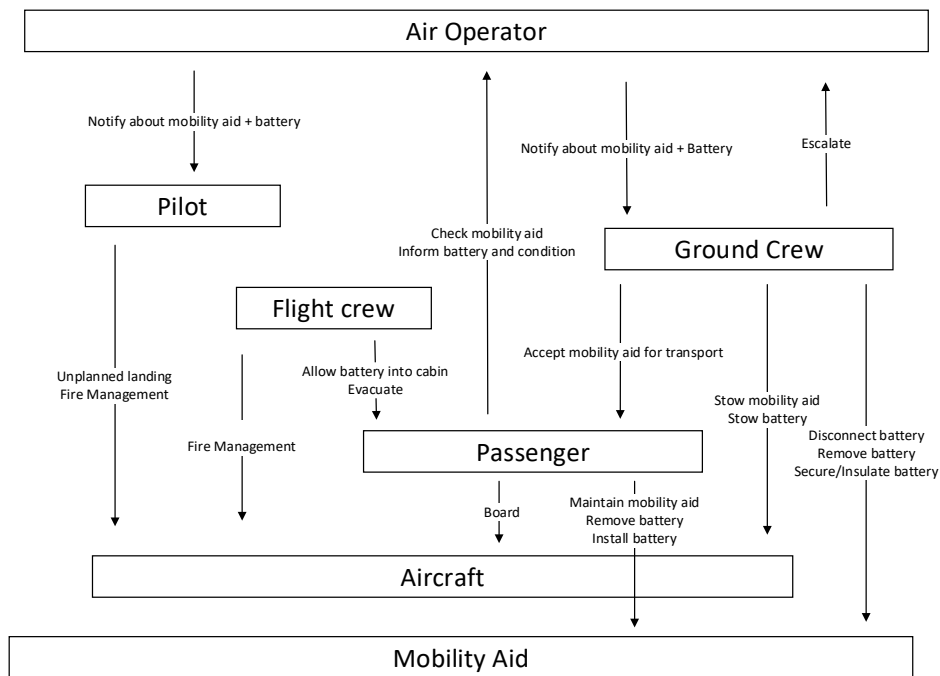 Air Operator
Notify about mobility aid + battery
Notify about mobility aid + Battery
Escalate
Pilot
Check mobility aid
Inform battery and condition
Ground Crew
Flight crew
Unplanned landing
Fire Management
Allow battery into cabin
Evacuate
Accept mobility aid for transport
Stow mobility aid
Stow battery
Fire Management
Disconnect battery
Remove battery
Secure/Insulate battery
Passenger
Board
Maintain mobility aid
Remove battery
Install battery
Aircraft
Mobility Aid